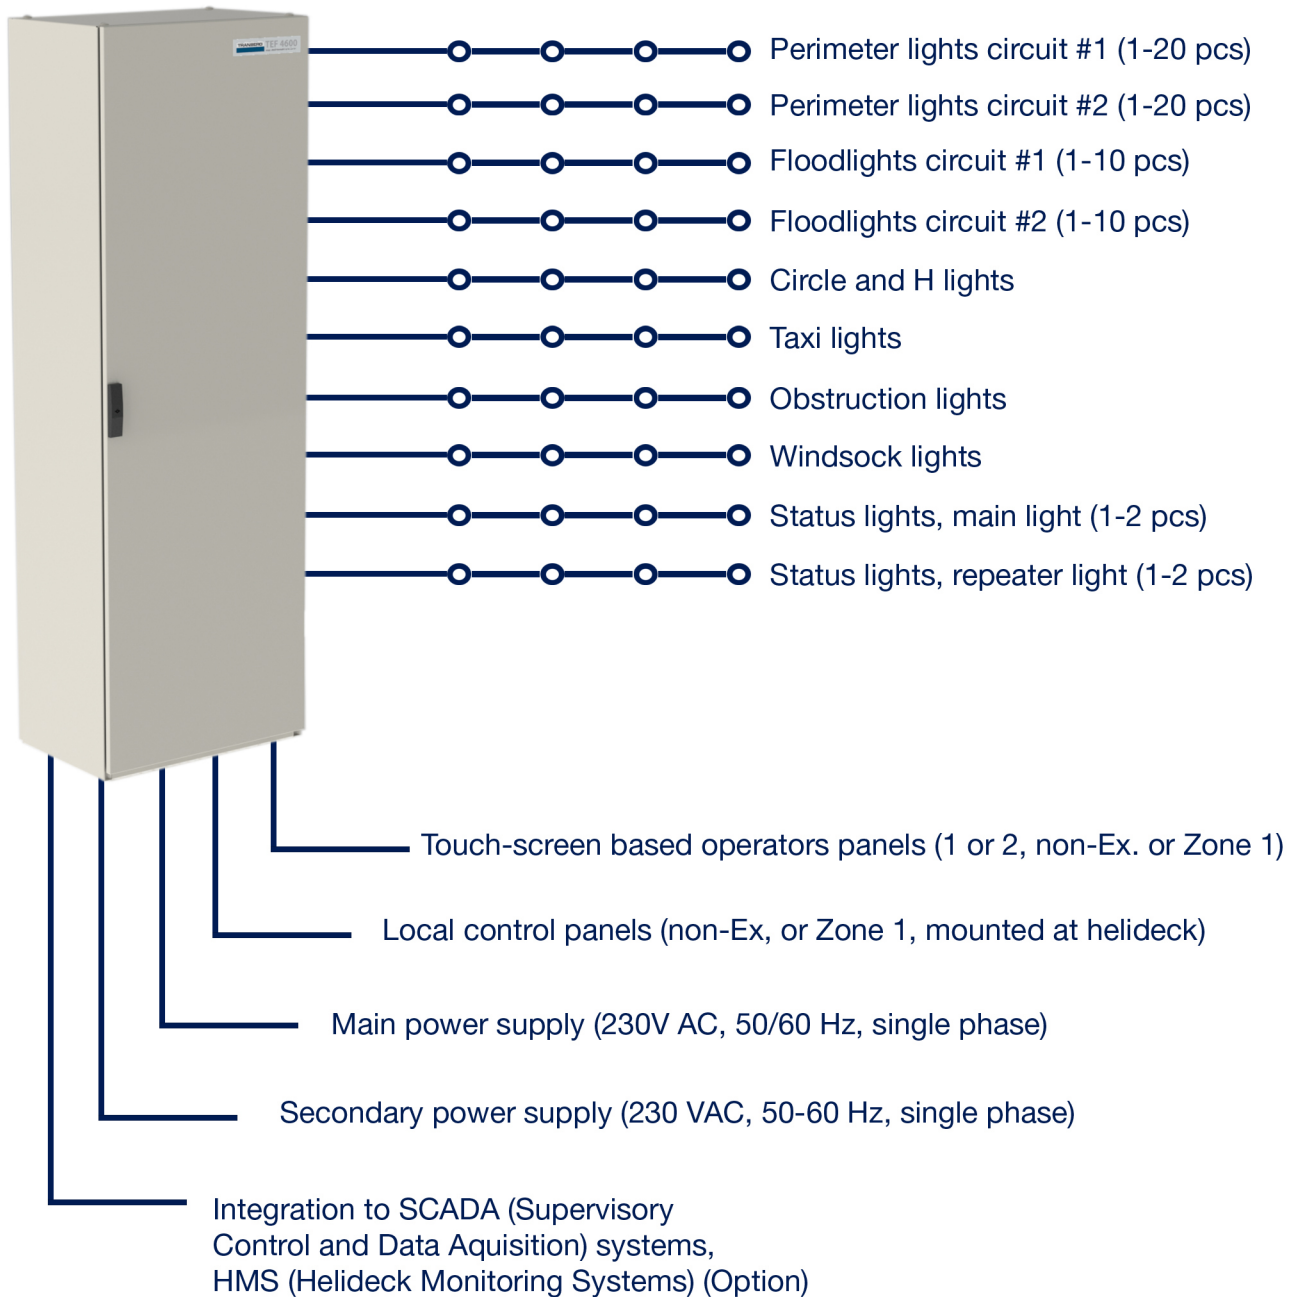 TRANBERG TEF 4600
Perimeter lights circuit #1 (1-20 pcs)
Perimeter lights circuit #2 (1-20 pcs)
Floodlights circuit #1 (1-10 pcs)
Floodlights circuit #2 (1-10 pcs)
Circle and H lights
Taxi lights
Obstruction lights
Windsock lights
Status lights, main light (1-2 pcs)
Status lights, repeater light (1-2 pcs)
Touch-screen based operators panels (1 or 2, non-Ex. or Zone 1)
Local control panels (non-Ex, or Zone 1, mounted at helideck)
Main power supply (230V AC, 50/60 Hz, single phase)
Secondary power supply (230 VAC, 50-60 Hz, single phase)
Integration to SCADA (Supervisory
Control and Data Aquisition) systems,
HMS (Helideck Monitoring Systems) (Option)